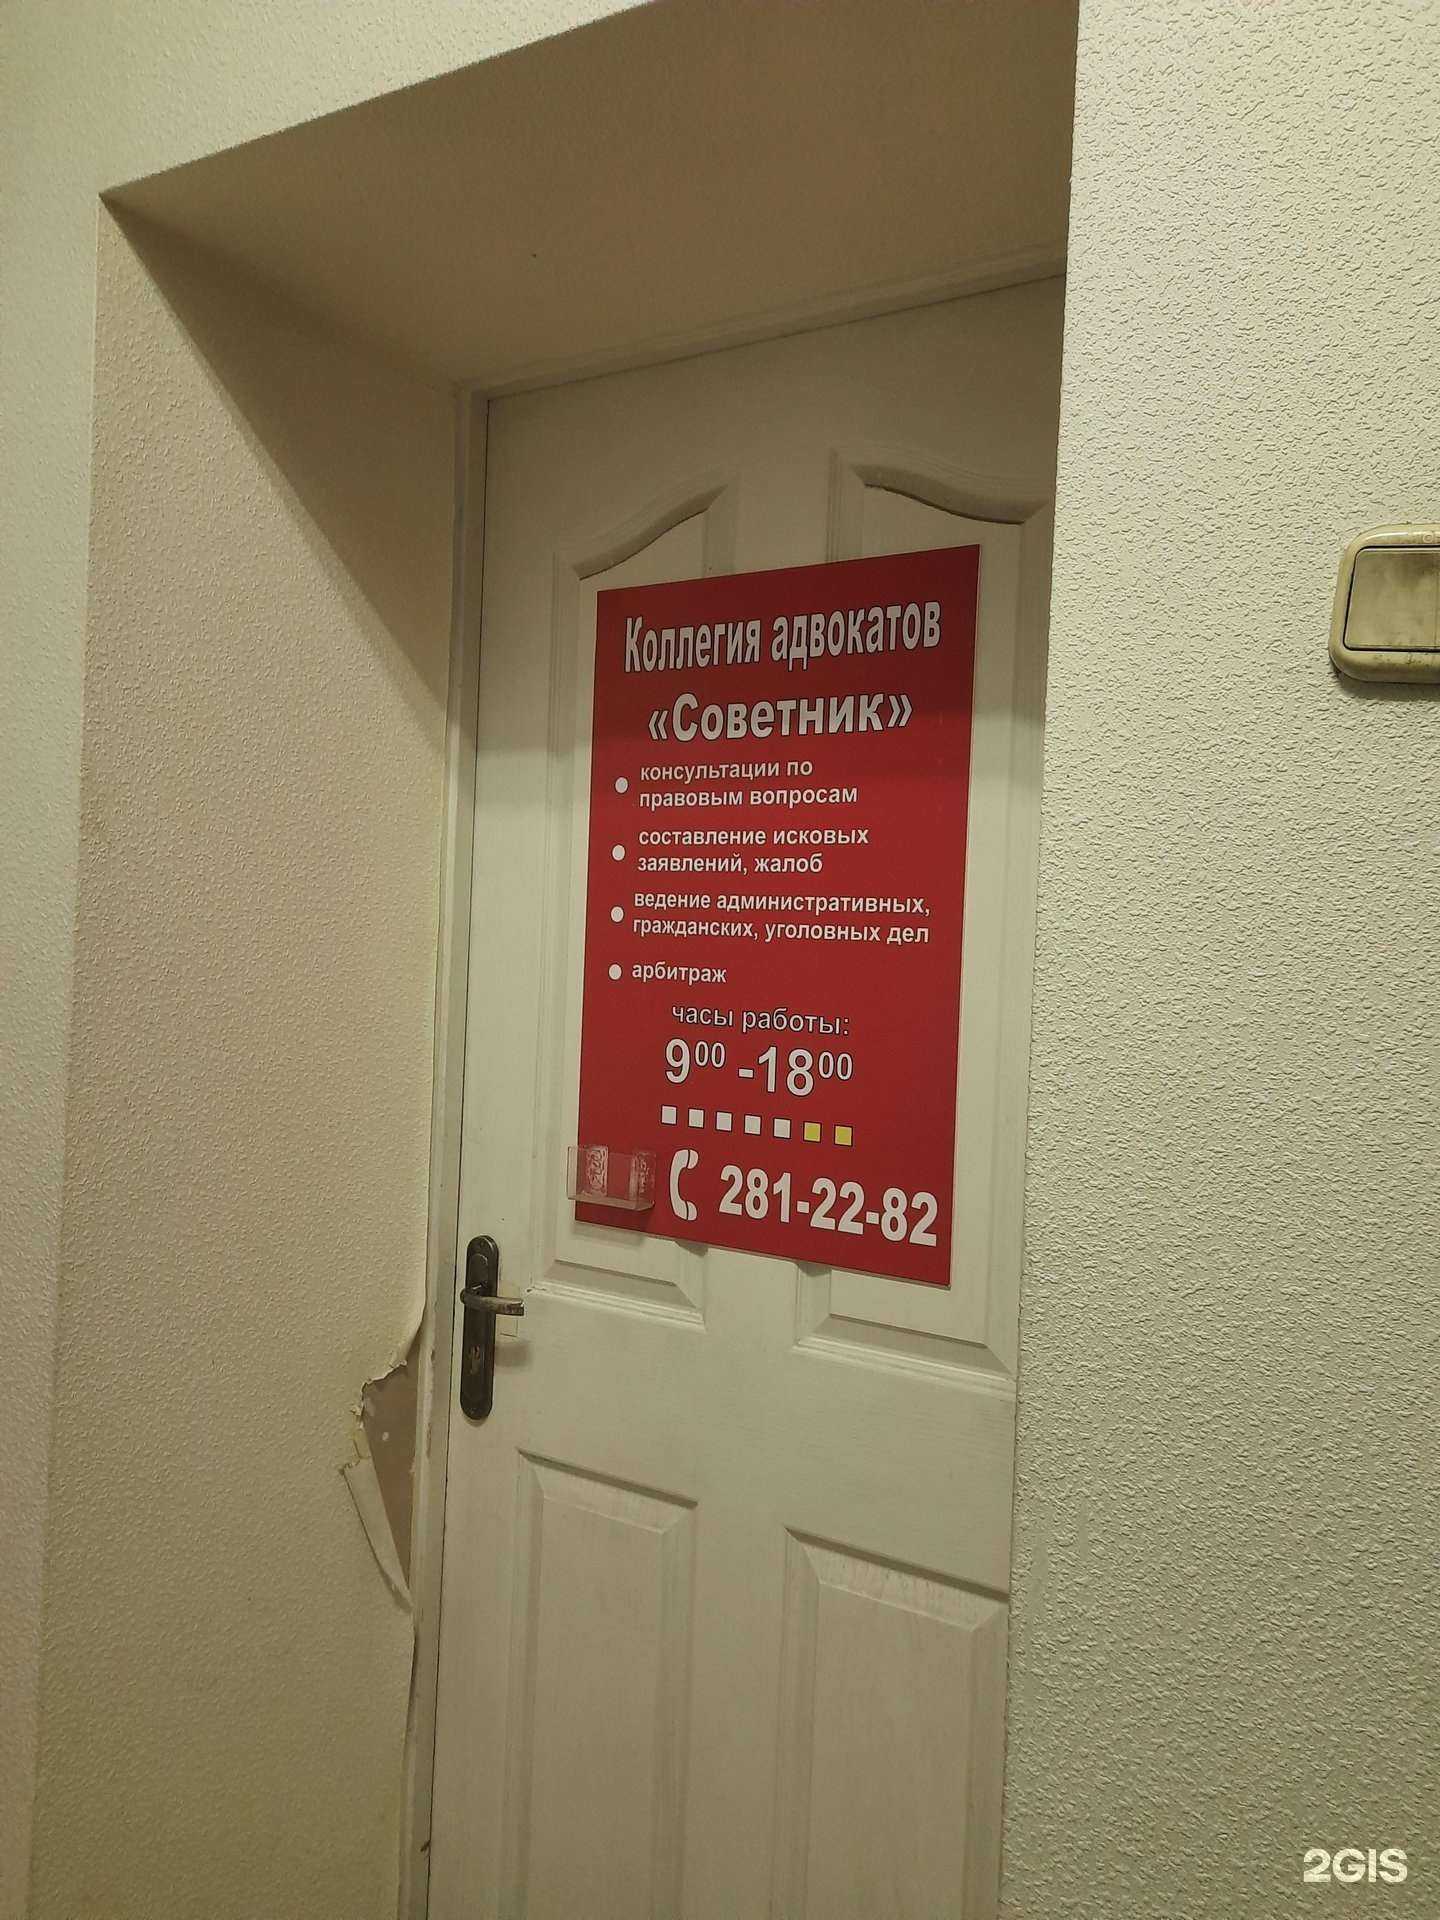 Коллегия адвокатов
«Советник»
консультации по
правовым вопросам
составление исковых
заявлений, жалоб
ведение административных,
гражданских, уголовных дел
арбитраж
часы работы:
9⁰⁰ -18⁰⁰
281-22-82
2GIS